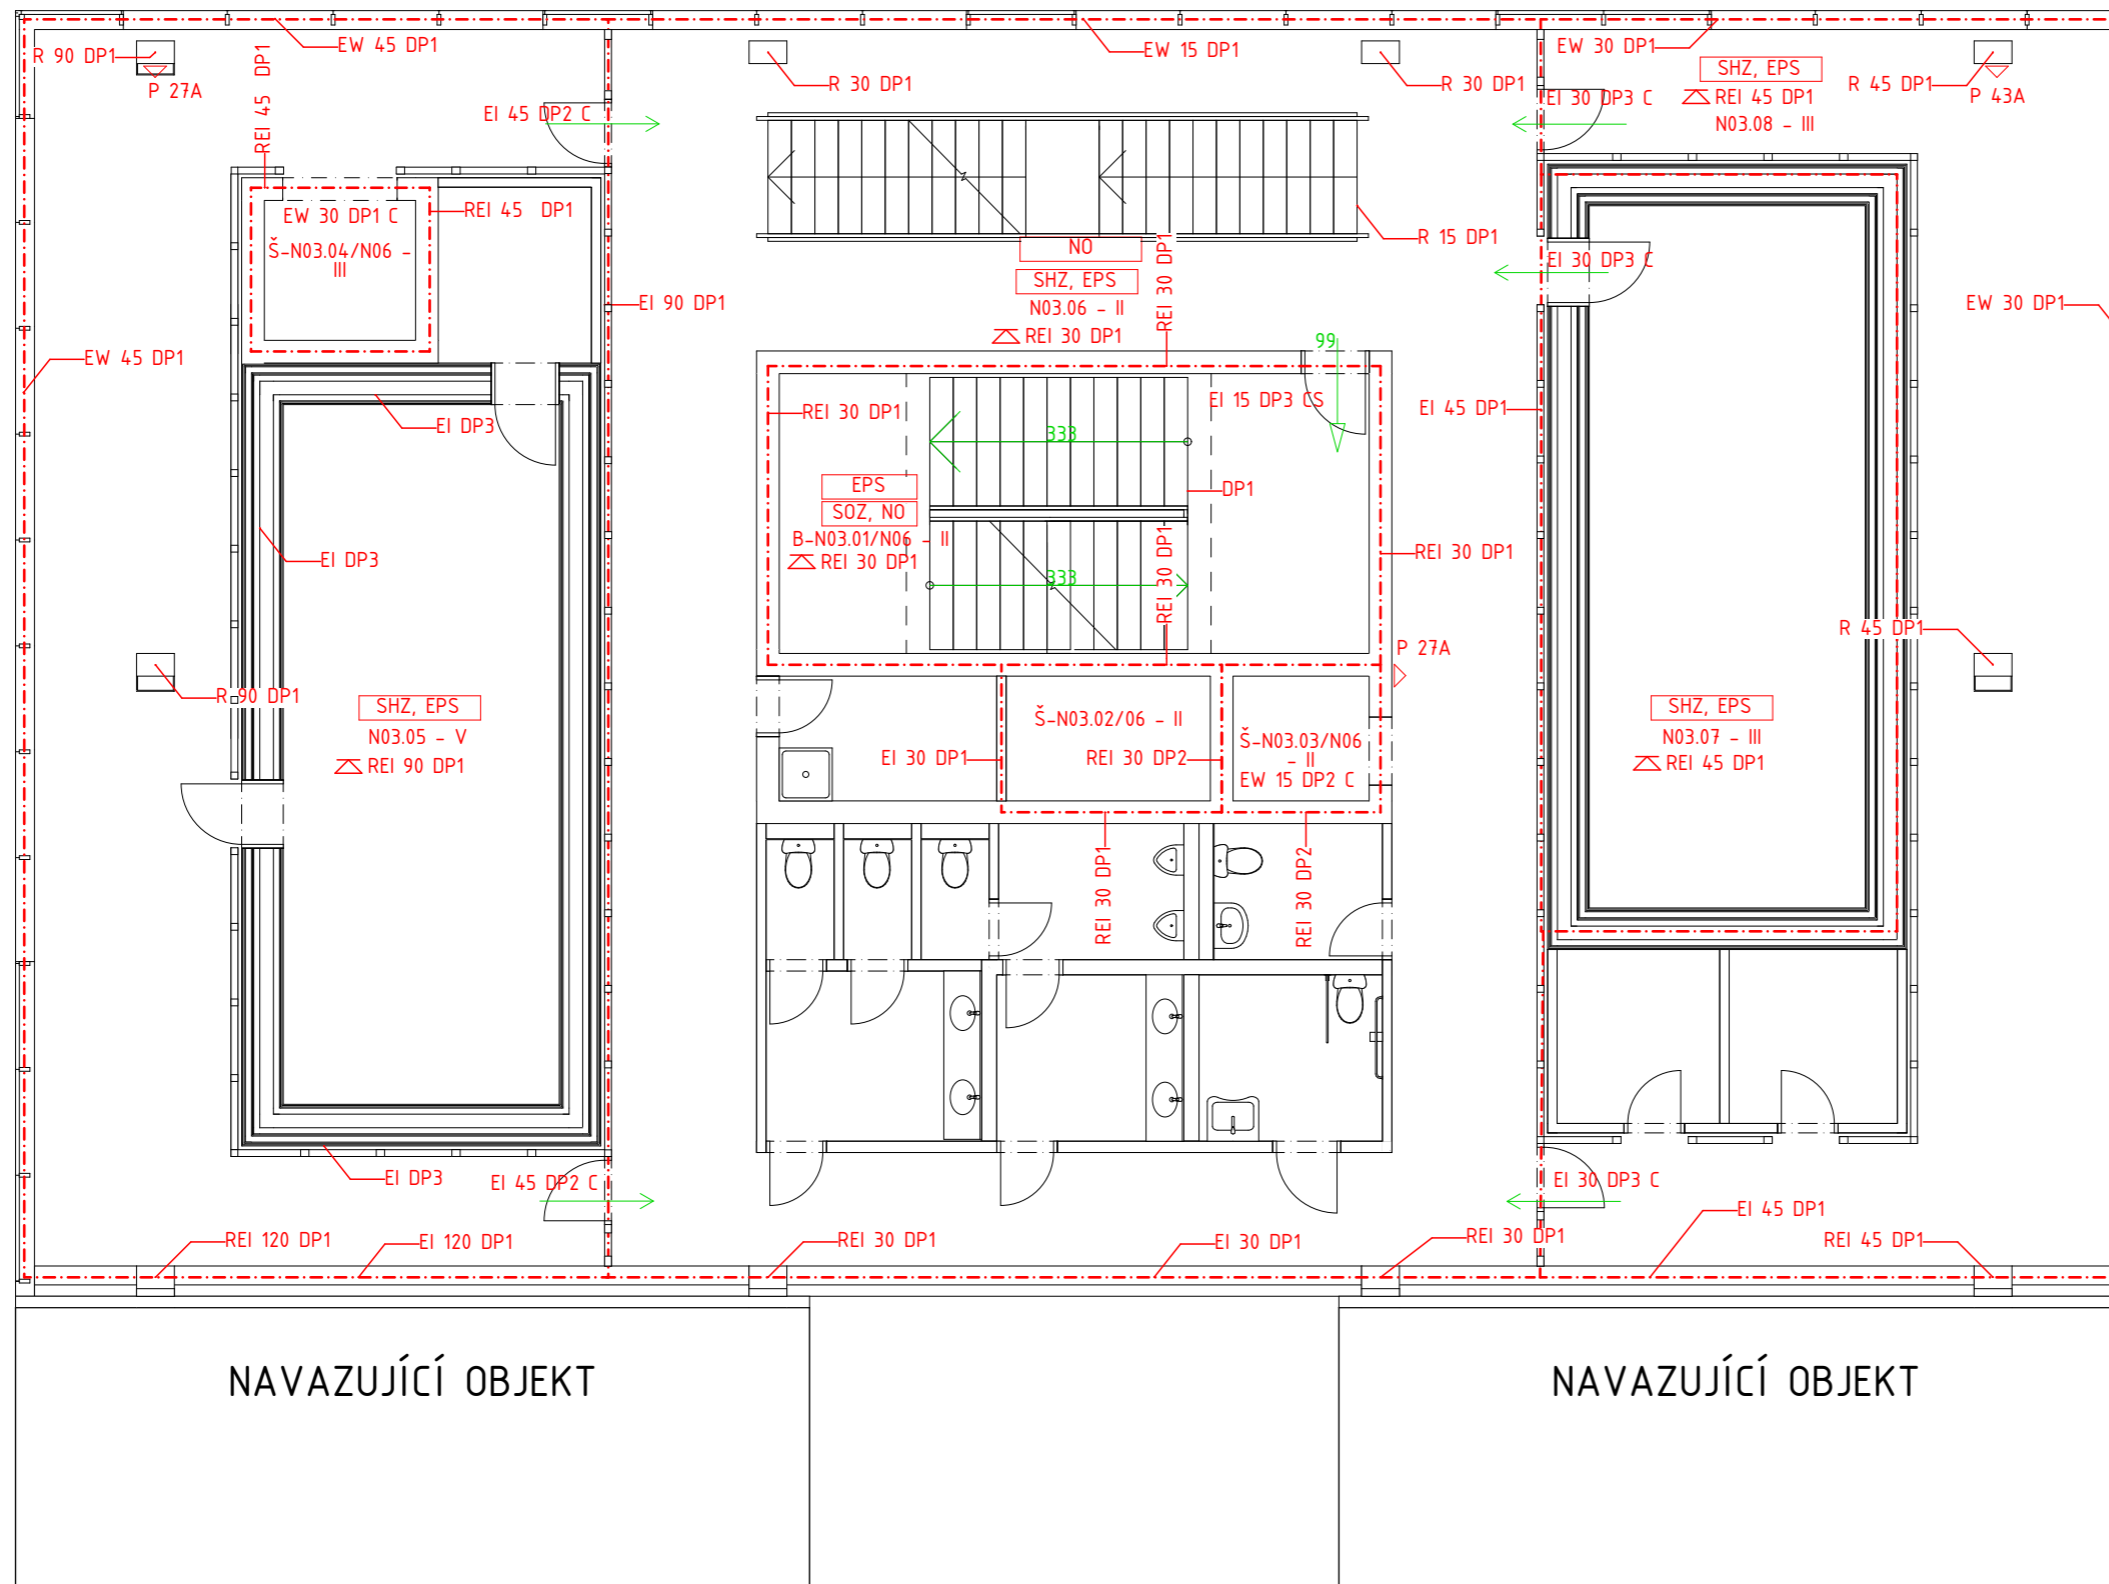 EW 45 DP1
EW 15 DP1
EW 30 DP1
R 90 DP1
P 27A
REI 45 DP1
EI 45 DP2 C
R 30 DP1
R 30 DP1
EI 30 DP3 C
SHZ, EPS
REI 45 DP1
N03.08 - III
R 45 DP1
P 43A
EW 30 DP1 C
Š-N03.04/N06 -
III
REI 45 DP1
R 15 DP1
NO
SHZ, EPS
N03.06 - II
REI 30 DP1
REI 30 DP1
EI 30 DP3 C
EI 90 DP1
EW 30 DP1
EW 45 DP1
99
EI DP3
REI 30 DP1
EI 15 DP3 CS
EI 45 DP1
333
EPS
SOZ, NO
B-N03.01/N06 - II
REI 30 DP1
DP1
REI 30 DP1
333
REI 30 DP1
EI DP3
R 45 DP1
P 27A
R 90 DP1
SHZ, EPS
N03.05 - V
REI 90 DP1
Š-N03.02/06 - II
EI 30 DP1
REI 30 DP2
Š-N03.03/N06
- II
EW 15 DP2 C
SHZ, EPS
N03.07 - III
REI 45 DP1
REI 30 DP1
REI 30 DP2
EI DP3
EI 45 DP2 C
EI 30 DP3 C
REI 120 DP1
EI 120 DP1
REI 30 DP1
EI 30 DP1
REI 30 DP1
EI 45 DP1
REI 45 DP1
NAVAZUJÍCÍ OBJEKT
NAVAZUJÍCÍ OBJEKT